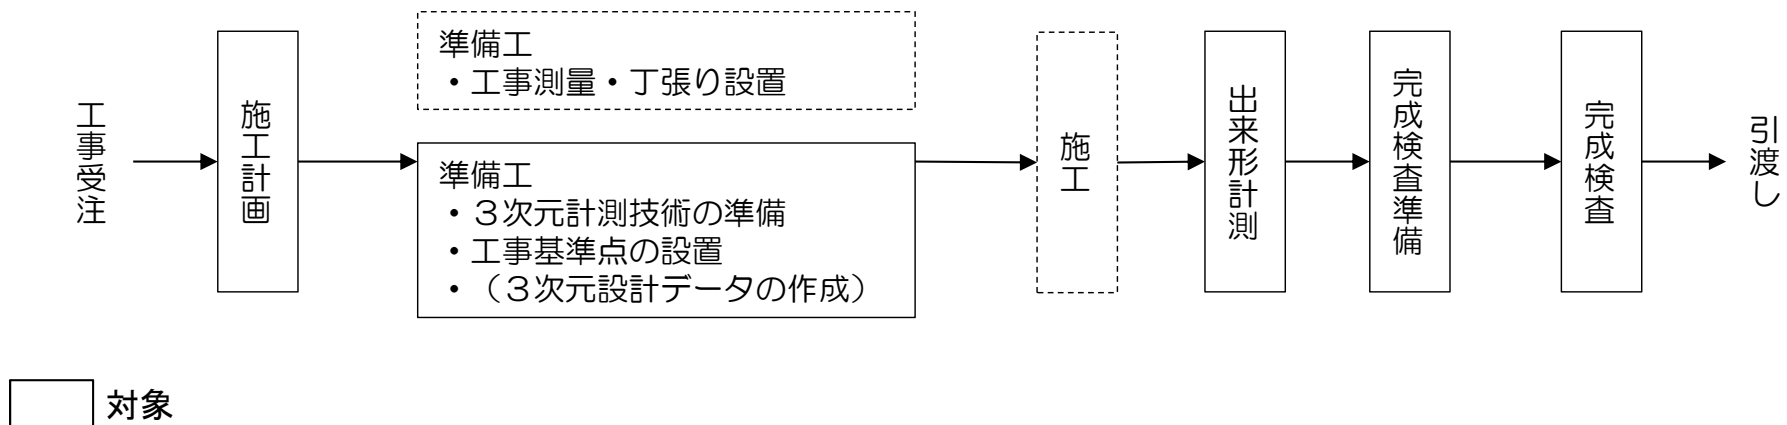 工事受注
施工計画
準備工
・工事測量・丁張り設置
準備工
・３次元計測技術の準備
・工事基準点の設置
・（３次元設計データの作成）
施工
出来形計測
完成検査準備
完成検査
引渡し
対象